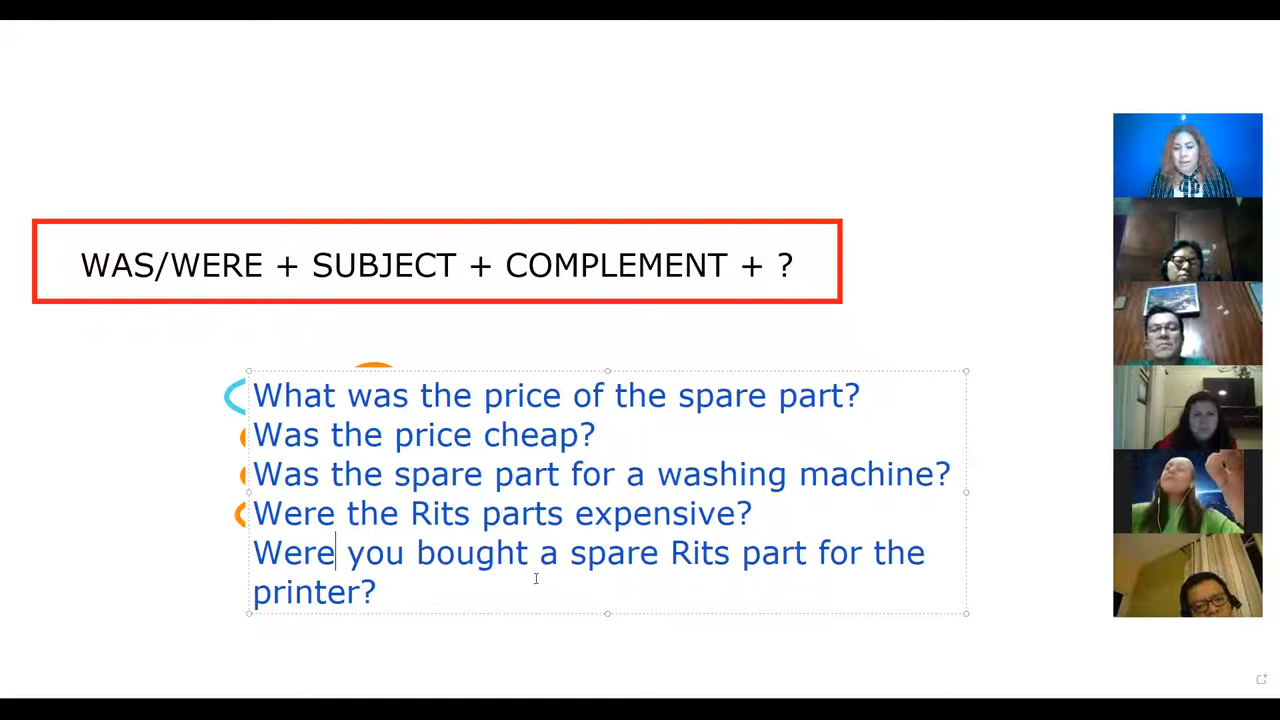 WAS/WERE + SUBJECT + COMPLEMENT + ?
What was the price of the spare part?
Was the price cheap?
Was the spare part for a washing machine?
Were the Rits parts expensive?
Were you bought a spare Rits part for the
printer?